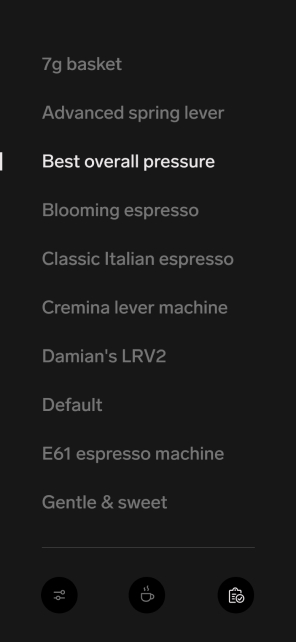 7g basket
Advanced spring lever
Best overall pressure
Blooming espresso
Classic Italian espresso
Cremina lever machine
Damian's LRV2
Default
E61 espresso machine
Gentle & sweet